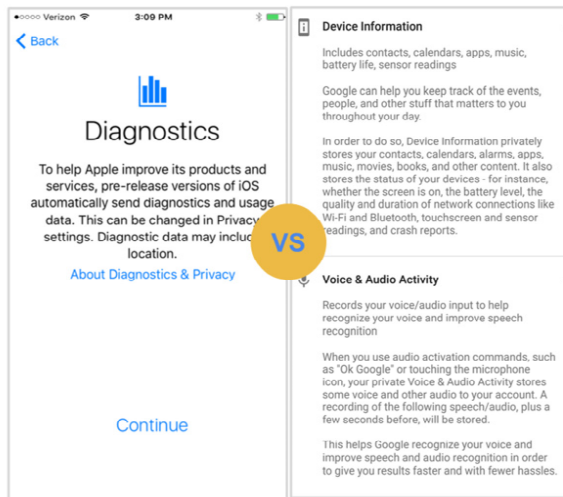 Verizon 3:09 PM
Back
Diagnostics
To help Apple improve its products and
services, pre-release versions of iOS
automatically send diagnostics and usage
data. This can be changed in Privacy
settings. Diagnostic data may
location.
About Diagnostics & Privacy
Continue
VS
Device Information
Includes contacts, calendars, apps, music,
battery life, sensor readings
Google can help you keep track of the events,
people, and other stuff that matters to you
throughout your day.
In order to do so, Device Information privately
stores your contacts, calendars, alarms, apps,
music, movies, books, and other content. It also
stores the status of your devices - for instance,
whether the screen is on, the battery level, the
quality and duration of network connections like
Wi-Fi and Bluetooth, touchscreen and sensor
readings, and crash reports.
Voice & Audio Activity
Records your voice/audio input to help
recognize your voice and improve speech
recognition
When you use audio activation commands, such
as "Ok Google" or touching the microphone
icon, your private Voice & Audio Activity stores
some voice and other audio to your account. A
recording of the following speech/audio, plus a
few seconds before, will be stored.
This helps Google recognize your voice and
improve speech and audio recognition in order
to give you results faster and with fewer hassles.